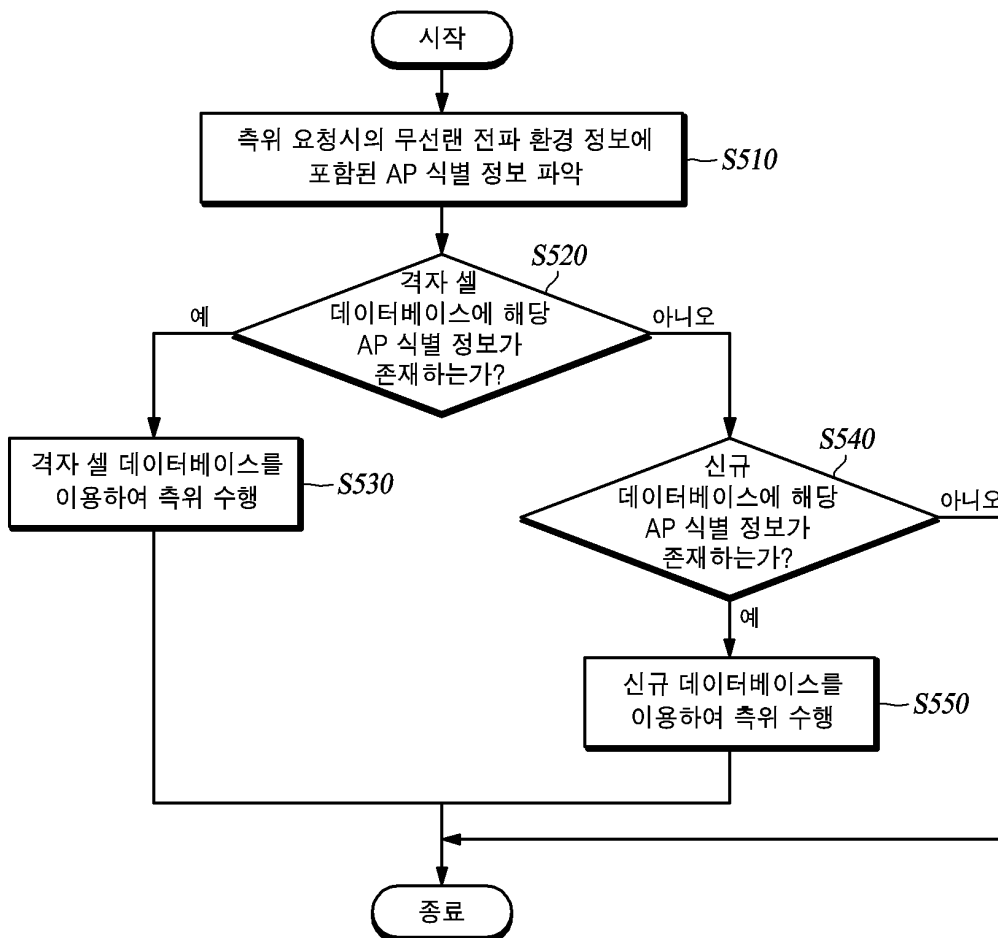 시작
측위 요청시의 무선랜 전파 환경 정보에
포함된 AP 식별 정보 파악
S510
S520
격자 셀
데이터베이스에 해당
AP 식별 정보가
존재하는가?
예
아니오
격자 셀 데이터베이스를
이용하여 측위 수행
S530
S540
신규
데이터베이스에 해당
AP 식별 정보가
존재하는가?
아니오
예
신규 데이터베이스를
이용하여 측위 수행
S550
종료